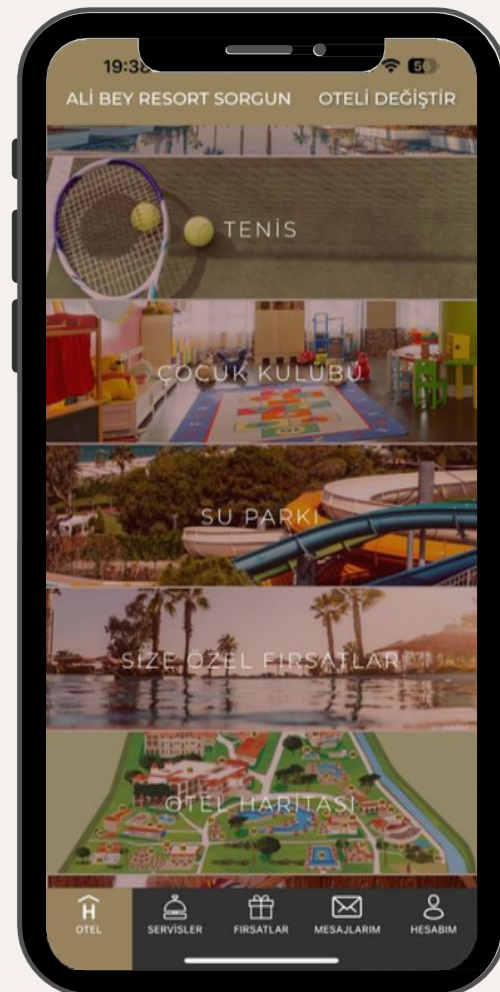 19:38
56
ALİ BEY RESORT SORGUN OTELİ DEĞİŞTİR
TENİS
ÇOCUK KULÜBÜ
SU PARKI
SİZE ÖZEL FIRSATLAR
OTEL HARİTASI
OTEL SERVİSLER FIRSATLAR MESAJLARIM HESABIM